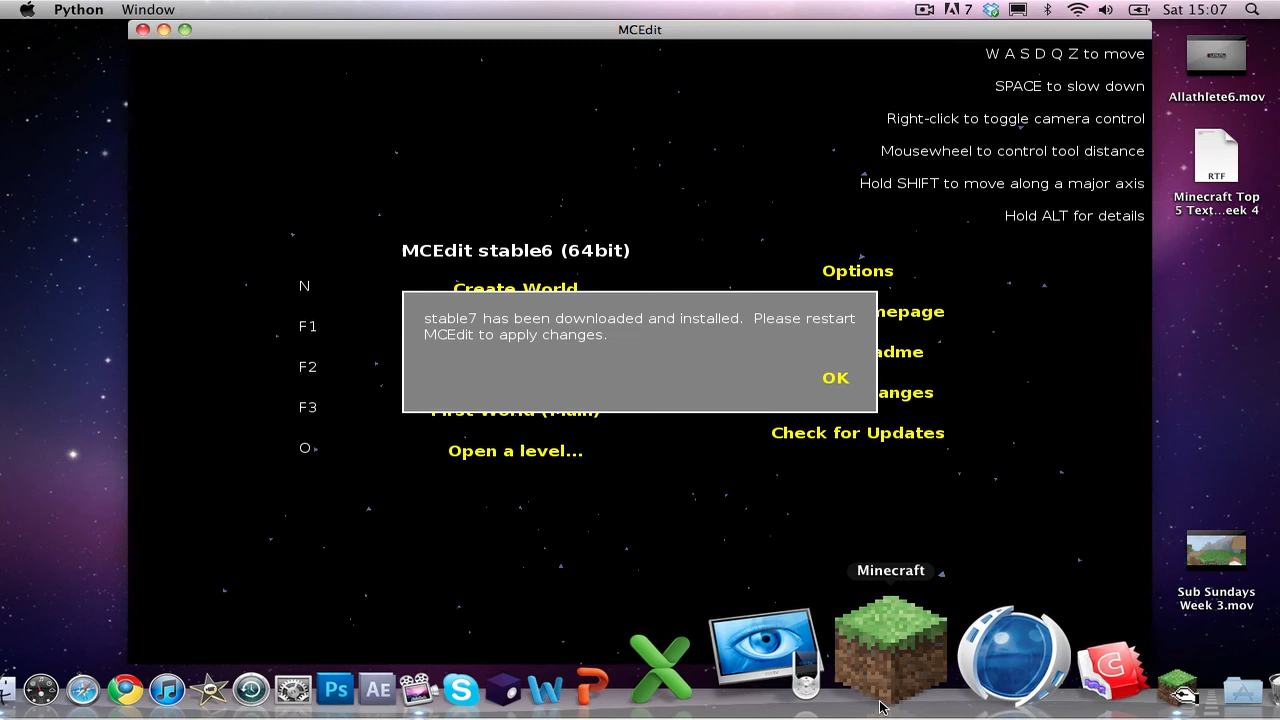 Python Window
7
Sat 15:07
MCEdit
W A S D Q Z to move
SPACE to slow down
Right-click to toggle camera control
Mousewheel to control tool distance
Hold SHIFT to move along a major axis
Hold ALT for details
Allathlete6.mov
RTF
Minecraft Top
5 Text...eek 4
MCEdit stable6 (64bit)
N
Create World
F1
F2
F3
O
Open a level...
stable7 has been downloaded and installed.  Please restart
MCEdit to apply changes.
OK
Options
Check for Updates
Minecraft
Sub Sundays
Week 3.mov
Ps
AE